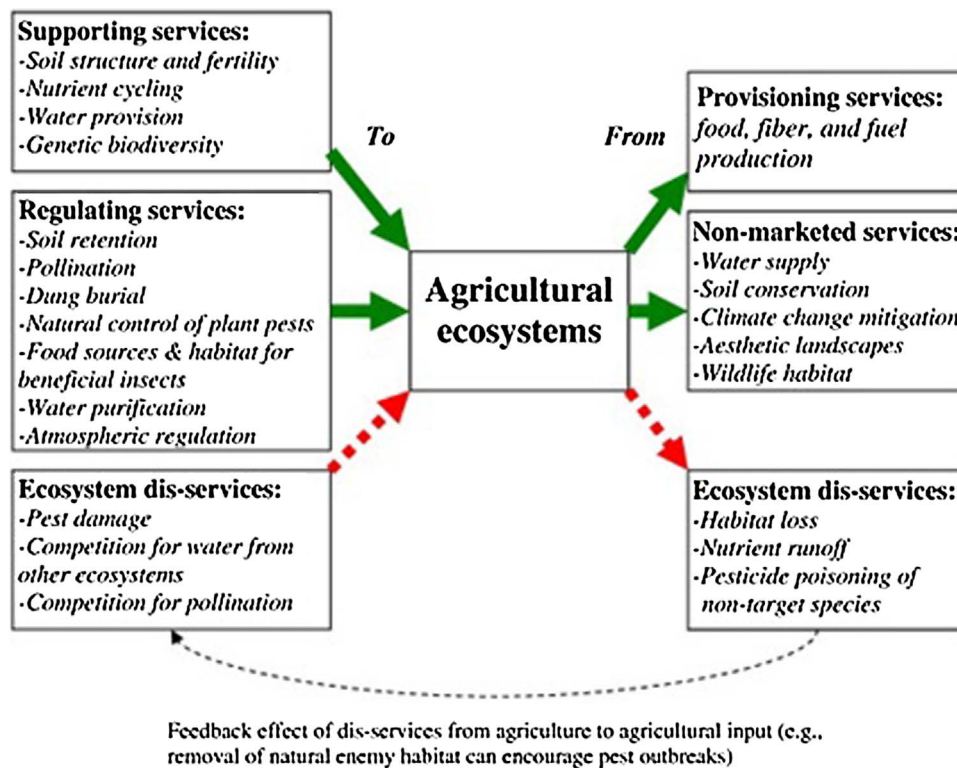 Supporting services:
-Soil structure and fertility
-Nutrient cycling
-Water provision
-Genetic biodiversity
Regulating services:
-Soil retention
-Pollination
-Dung burial
-Natural control of plant pests
-Food sources & habitat for
beneficial insects
-Water purification
-Atmospheric regulation
Ecosystem dis-services:
-Pest damage
-Competition for water from
other ecosystems
-Competition for pollination
To
Agricultural
ecosystems
From
Provisioning services:
food, fiber, and fuel
production
Non-marketed services:
-Water supply
-Soil conservation
-Climate change mitigation
-Aesthetic landscapes
-Wildlife habitat
Ecosystem dis-services:
-Habitat loss
-Nutrient runoff
-Pesticide poisoning of
non-target species
Feedback effect of dis-services from agriculture to agricultural input (e.g.,
removal of natural enemy habitat can encourage pest outbreaks)